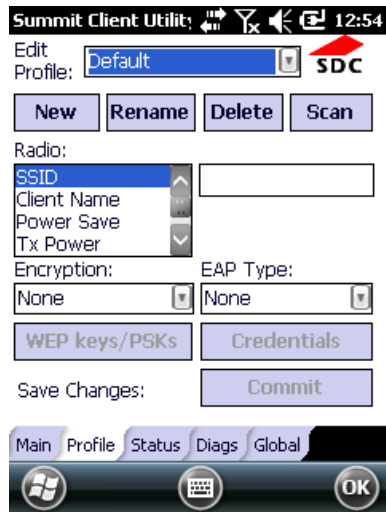 Summit Client Utility 12:54
Edit
Profile: Default
SDC
New Rename Delete Scan
Radio:
SSID
Client Name
Power Save
Tx Power
Encryption: EAP Type:
None None
WEP keys/PSKs Credentials
Save Changes: Commit
Main Profile Status Diags Global
OK